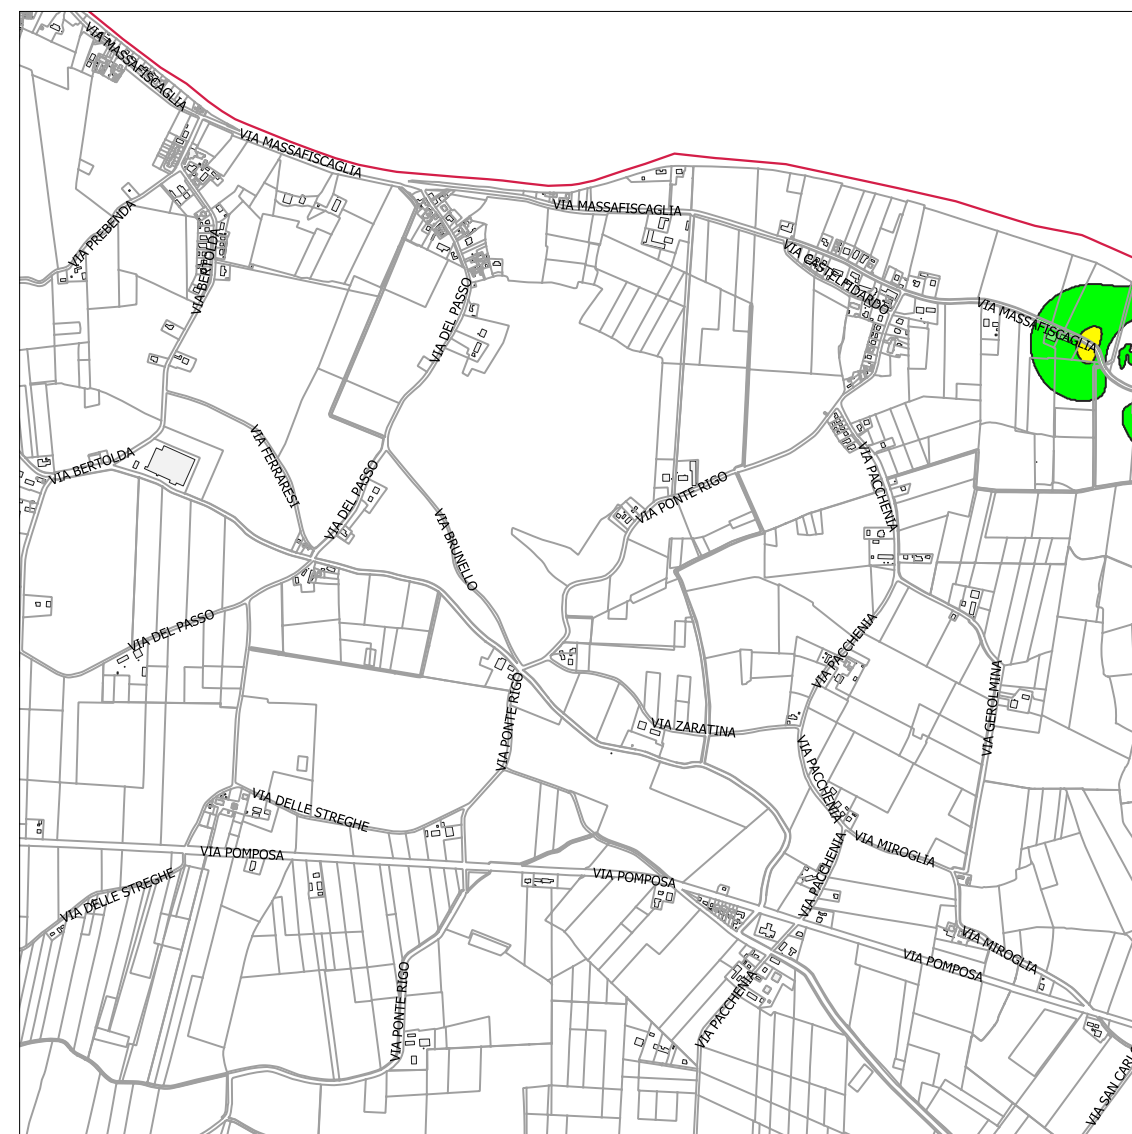 VIA MASSAFISCAGLIA
VIA MASSAFISCAGLIA
VIA MASSAFISCAGLIA
VIA PREBENDA
VIA BERTOLDA
VIA CASTELFIDARDO
VIA MASSAFISCAGLIA
VIA DEL PASSO
VIA FERRARESI
VIA BERTOLDA
VIA DEL PASSO
VIA PONTE RIGO
VIA PACCHENIA
VIA BRUNELLO
VIA DEL PASSO
VIA PACCHENIA
VIA GEROLMINA
VIA PONTE RIGO
VIA ZARATINA
VIA PACCHENIA
VIA DELLE STREGHE
VIA MIROGLIA
VIA POMPOSA
VIA POMPOSA
VIA PACCHENIA
VIA DELLE STREGHE
VIA MIROGLIA
VIA POMPOSA
VIA PONTE RIGO
VIA PACCHENIA
VIA SAN CARL